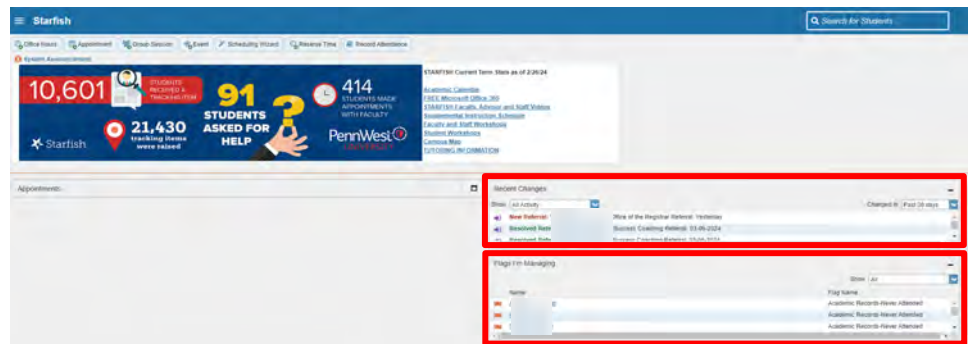 Starfish
Search for Students
Office Hours Appointment Group Session Event Scheduling Wizard Reserve Time Record Attendance
System Announcement
10,601
STUDENTS
RECEIVED A
TRACKING ITEM
21,430
tracking items
were raised
Starfish
91
STUDENTS
ASKED FOR
HELP
414
STUDENTS MADE
APPOINTMENTS
WITH FACULTY
PennWest
STARFISH Current Term Stats as of 2/26/24
Academic Calendar
FREE Microsoft Office 365
STARFISH Faculty, Advisor and Staff Videos
Supplemental Instruction Schedule
Faculty and Staff Workshops
Student Workshops
Campus Map
TUTORING INFORMATION
Appointments
Recent Changes
Show All Activity Changed in Past 20 days
New Referral: Office of the Registrar Referral: Yesterday
Resolved Refe Success Coaching Referral: 03-06-2024
Resolved Refe Success Coaching Referral: 03-06-2024
Flags I'm Managing
Show All
Name Flag Name
Academic Records-Never Attended
Academic Records-Never Attended
Academic Records-Never Attended